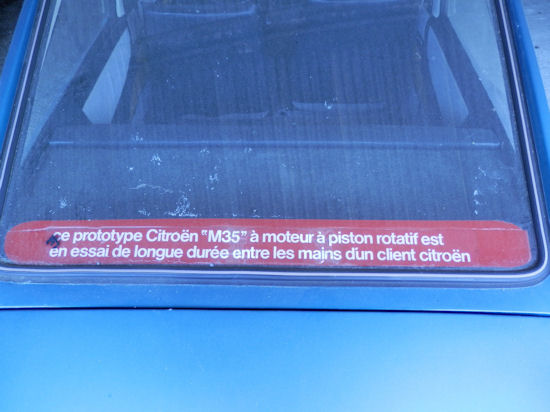 ce prototype Citroën "M35" à moteur à piston rotatif est
en essai de longue durée entre les mains d'un client citroën